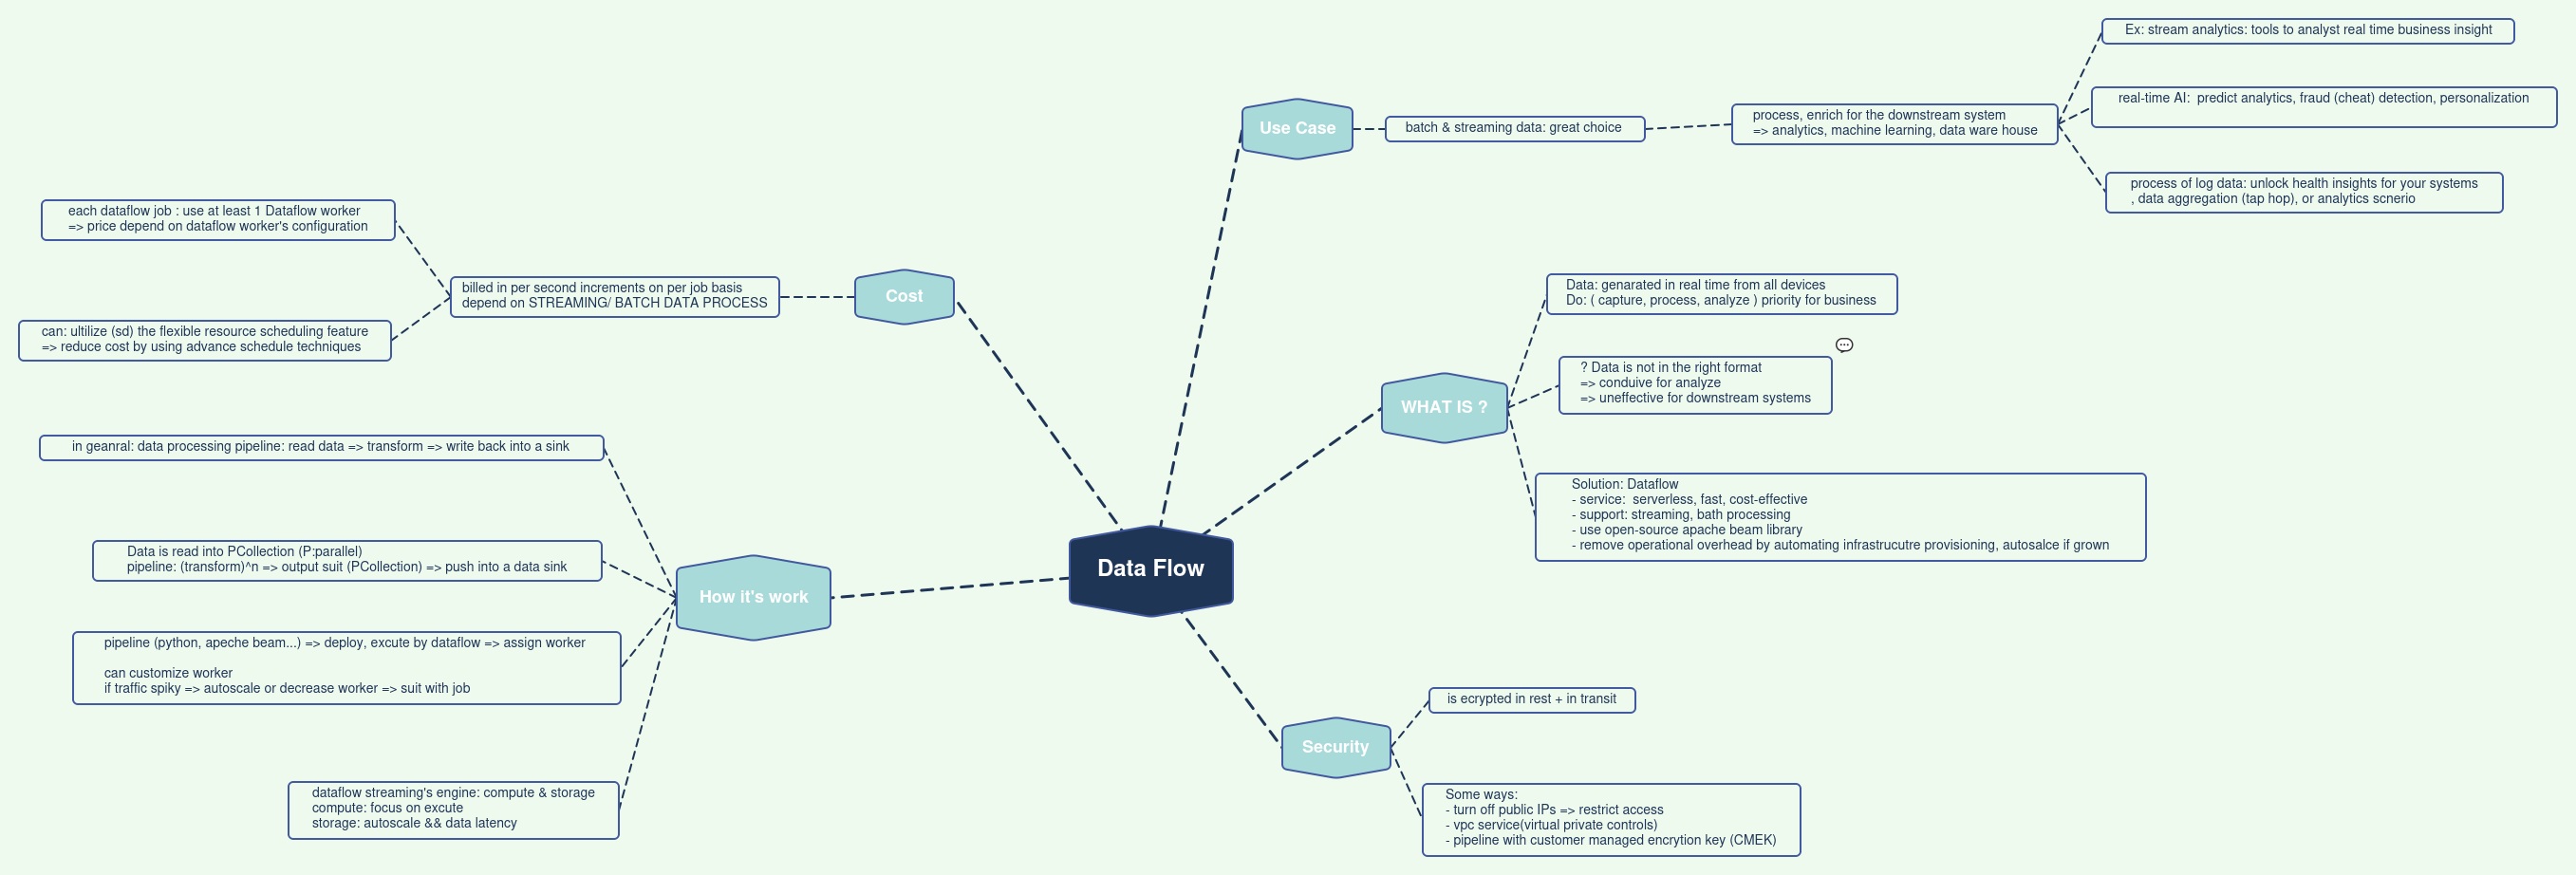 Data Flow
Use Case
batch & streaming data: great choice
process, enrich for the downstream system
=> analytics, machine learning, data ware house
Ex: stream analytics: tools to analyst real time business insight
real-time AI:  predict analytics, fraud (cheat) detection, personalization
process of log data: unlock health insights for your systems
, data aggregation (tap hop), or analytics scnerio
WHAT IS ?
Data: genarated in real time from all devices
Do: ( capture, process, analyze ) priority for business
? Data is not in the right format
=> conduive for analyze
=> uneffective for downstream systems
Solution: Dataflow
- service:  serverless, fast, cost-effective
- support: streaming, bath processing
- use open-source apache beam library
- remove operational overhead by automating infrastrucutre provisioning, autosalce if grown
Security
is ecrypted in rest + in transit
Some ways:
- turn off public IPs => restrict access
- vpc service(virtual private controls)
- pipeline with customer managed encrytion key (CMEK)
Cost
billed in per second increments on per job basis
depend on STREAMING/ BATCH DATA PROCESS
each dataflow job : use at least 1 Dataflow worker
=> price depend on dataflow worker's configuration
can: ultilize (sd) the flexible resource scheduling feature
=> reduce cost by using advance schedule techniques
How it's work
in geanral: data processing pipeline: read data => transform => write back into a sink
Data is read into PCollection (P:parallel)
pipeline: (transform)^n => output suit (PCollection) => push into a data sink
pipeline (python, apeche beam...) => deploy, excute by dataflow => assign worker
can customize worker
if traffic spiky => autoscale or decrease worker => suit with job
dataflow streaming's engine: compute & storage
compute: focus on excute
storage: autoscale && data latency